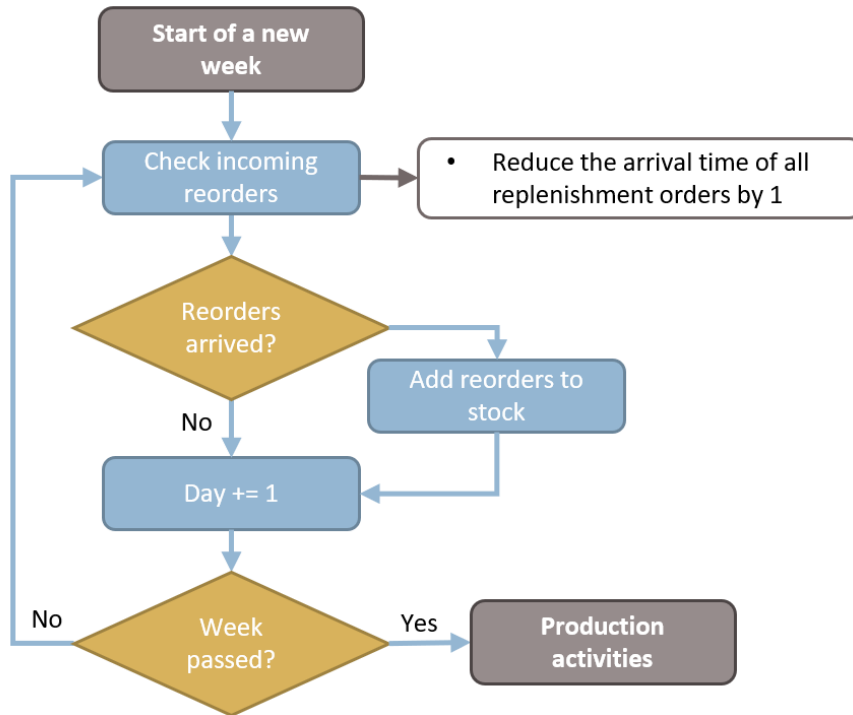 Start of a new
week
Check incoming
reorders
• Reduce the arrival time of all
replenishment orders by 1
Reorders
arrived?
Add reorders to
stock
No
Day += 1
No
Week
passed?
Yes
Production
activities